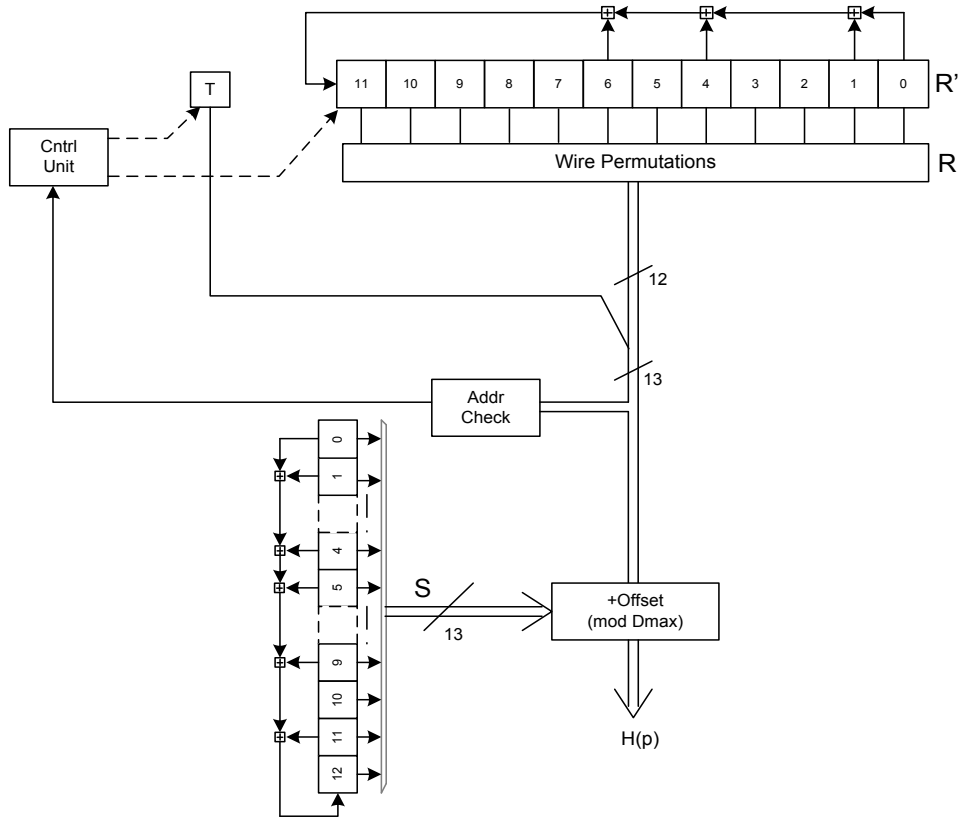 11 10 9 8 7 6 5 4 3 2 1 0 R'
T
Cntrl
Unit
Wire Permutations R
12
13
Addr
Check
0
1
4
5
9
10
11
12
S
13
+Offset
(mod Dmax)
H(p)